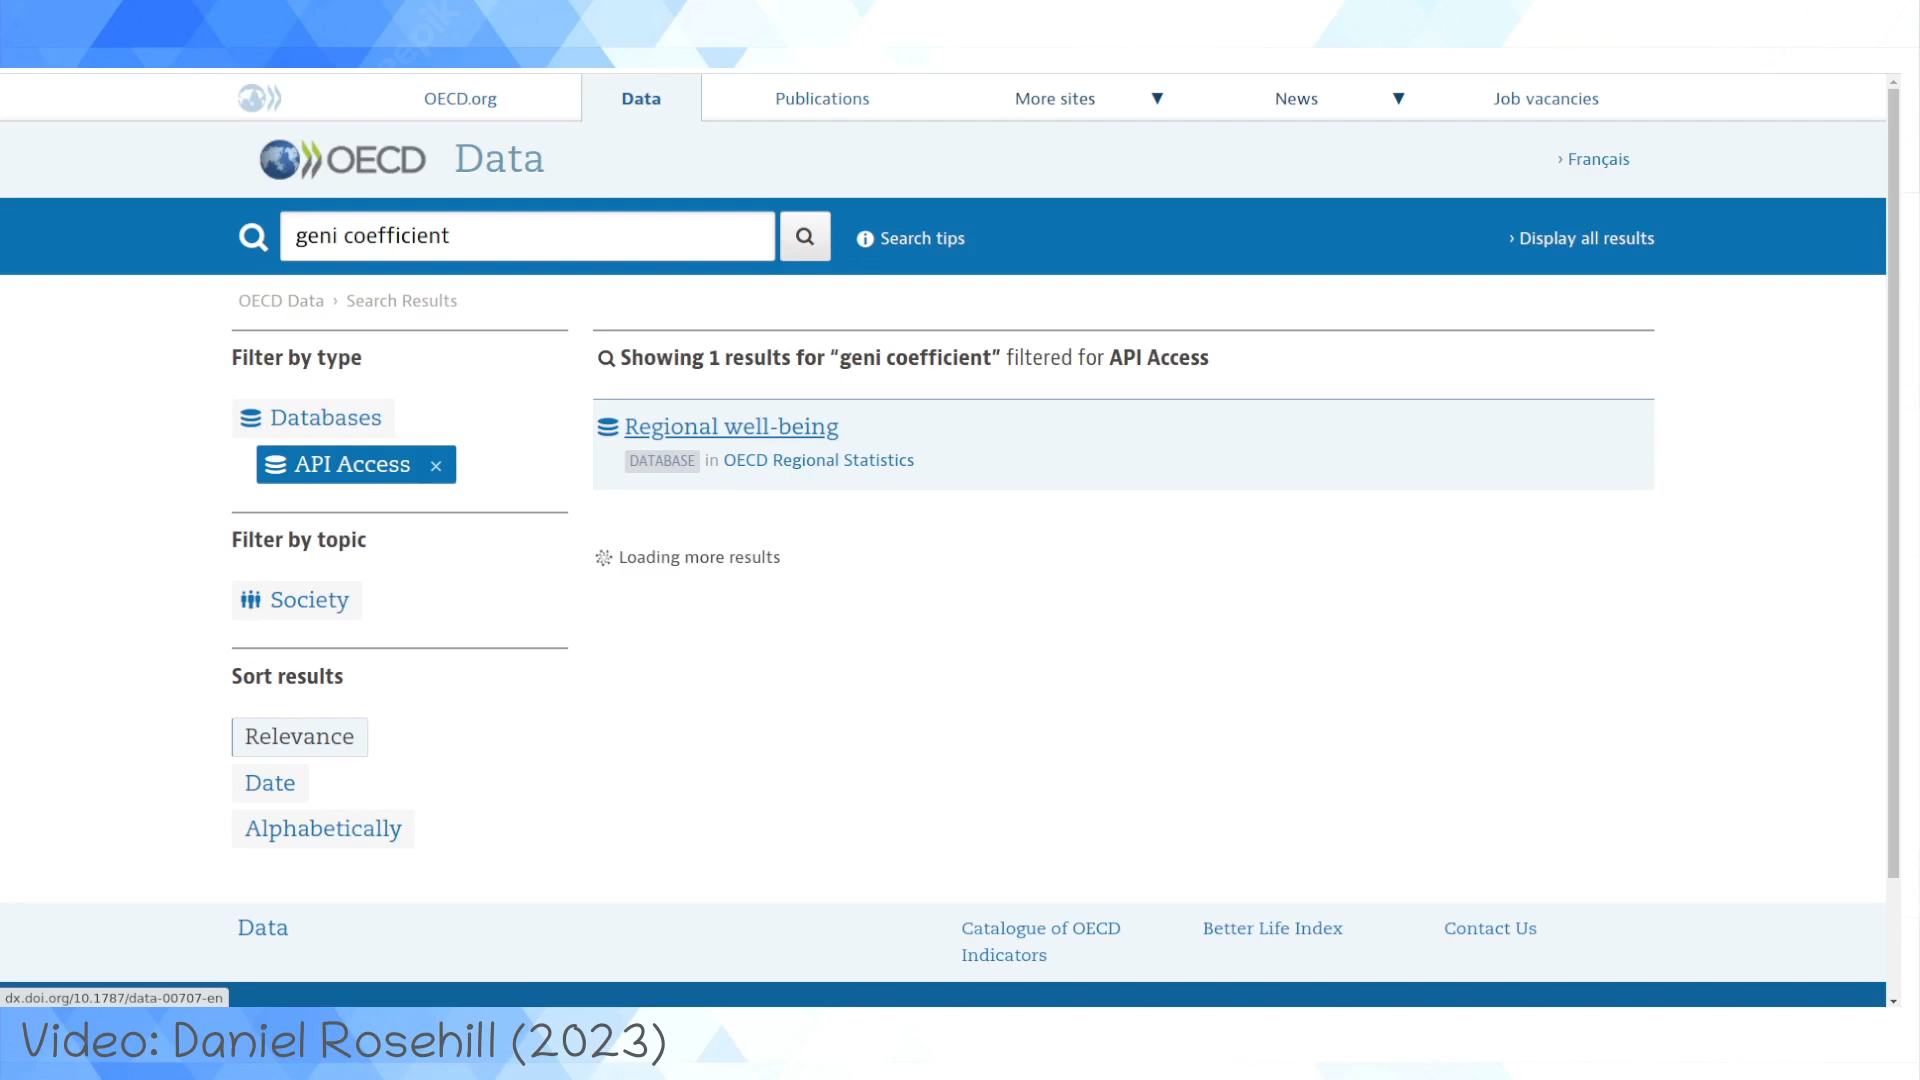 OECD.org
Data
Publications
More sites ▼
News ▼
Job vacancies
OECD Data
› Français
geni coefficient
Search tips
› Display all results
OECD Data › Search Results
Filter by type
Databases
API Access ×
Filter by topic
Society
Sort results
Relevance
Date
Alphabetically
Showing 1 results for “geni coefficient” filtered for API Access
Regional well-being
DATABASE in OECD Regional Statistics
Loading more results
Data
Catalogue of OECD
Indicators
Better Life Index
Contact Us
dx.doi.org/10.1787/data-00707-en
Video: Daniel Rosehill (2023)